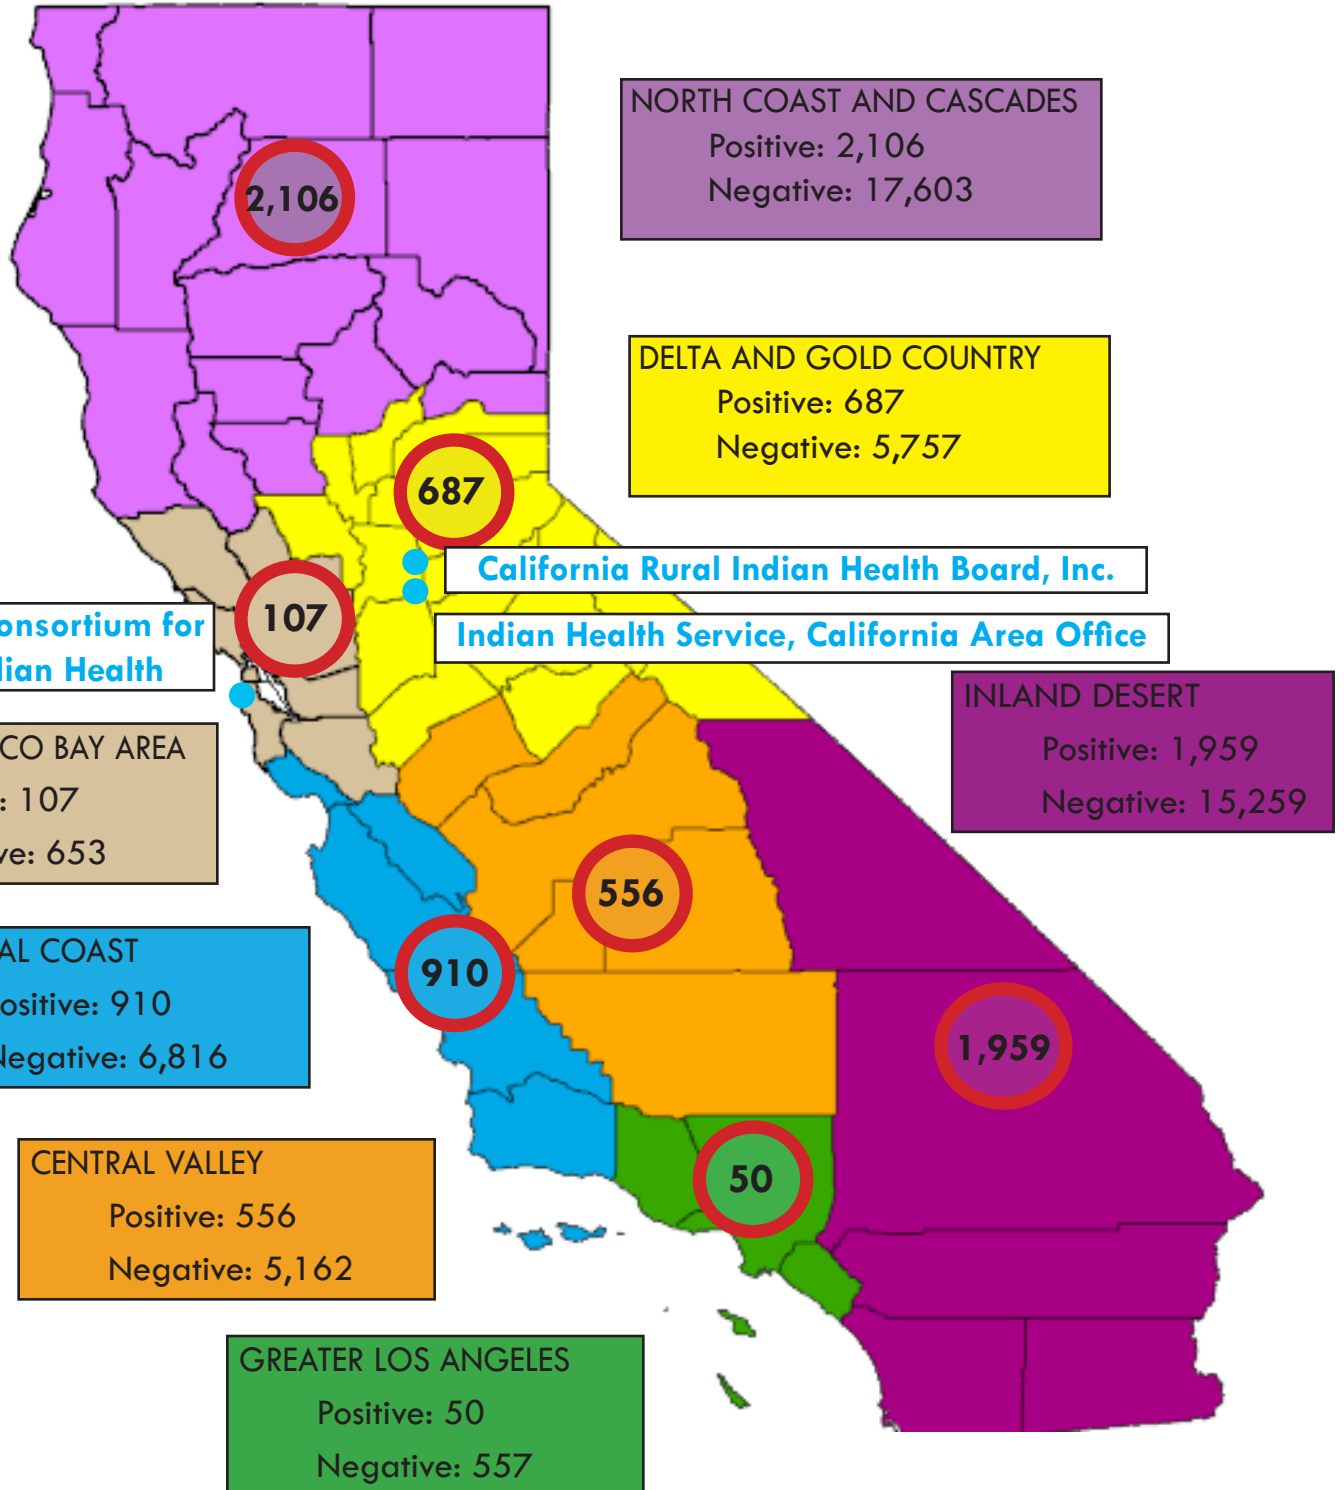 NORTH COAST AND CASCADES
Positive: 2,106
Negative: 17,603
2,106
DELTA AND GOLD COUNTRY
Positive: 687
Negative: 5,757
687
California Rural Indian Health Board, Inc.
107
onsortium for
Indian Health Service, California Area Office
dian Health
INLAND DESERT
Positive: 1,959
Negative: 15,259
CO BAY AREA
: 107
ve: 653
556
AL COAST
ositive: 910
Negative: 6,816
910
1,959
CENTRAL VALLEY
Positive: 556
Negative: 5,162
50
GREATER LOS ANGELES
Positive: 50
Negative: 557